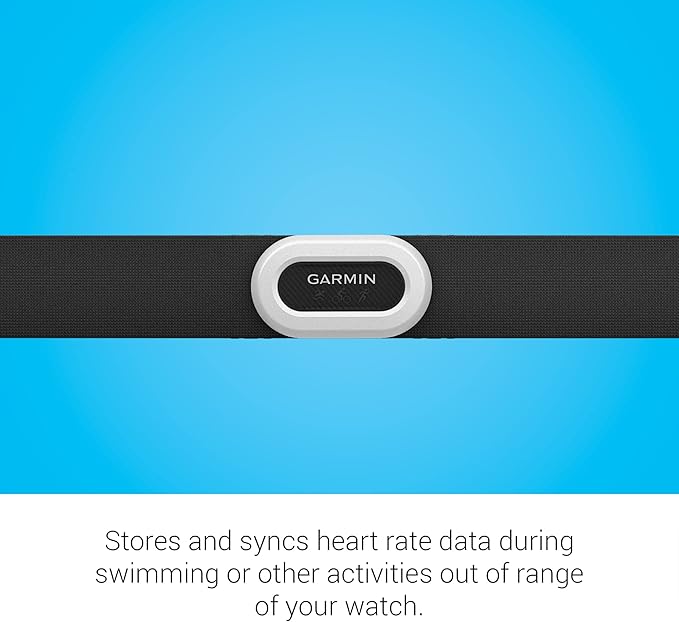 GARMIN
Stores and syncs heart rate data during
swimming or other activities out of range
of your watch.